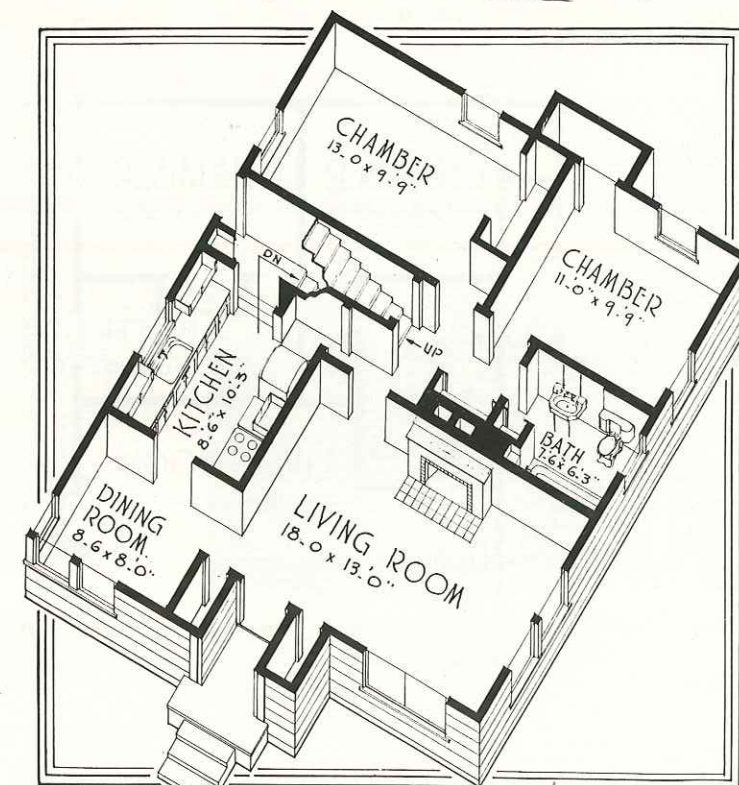 CHAMBER
13-0 x 9'-9"
CHAMBER
11-0" x 9'-9"
DN
UP
KITCHEN
8-6" x 10'-3"
BATH
7-6 x 6'-3"
DINING
ROOM
8-6 x 8'-0"
LIVING ROOM
18-0 x 13'-0"